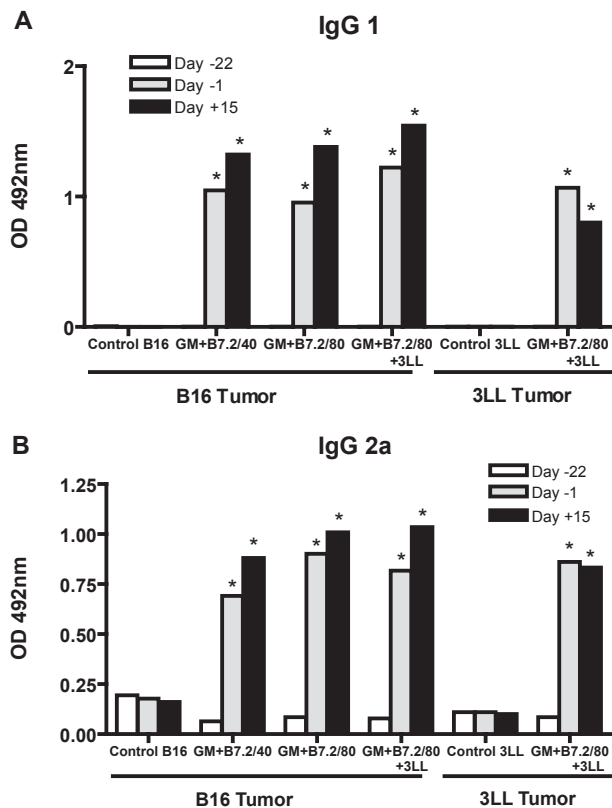 A
IgG 1
Day -22
Day -1
Day +15
OD 492nm
2
1
0
* * * * * * * *
Control B16 GM+B7.2/40 GM+B7.2/80 GM+B7.2/80 +3LL Control 3LL GM+B7.2/80 +3LL
B16 Tumor 3LL Tumor
B
IgG 2a
Day -22
Day -1
Day +15
OD 492nm
1.25
1.00
0.75
0.50
0.25
0.00
* * * * * * * *
Control B16 GM+B7.2/40 GM+B7.2/80 GM+B7.2/80 +3LL Control 3LL GM+B7.2/80 +3LL
B16 Tumor 3LL Tumor